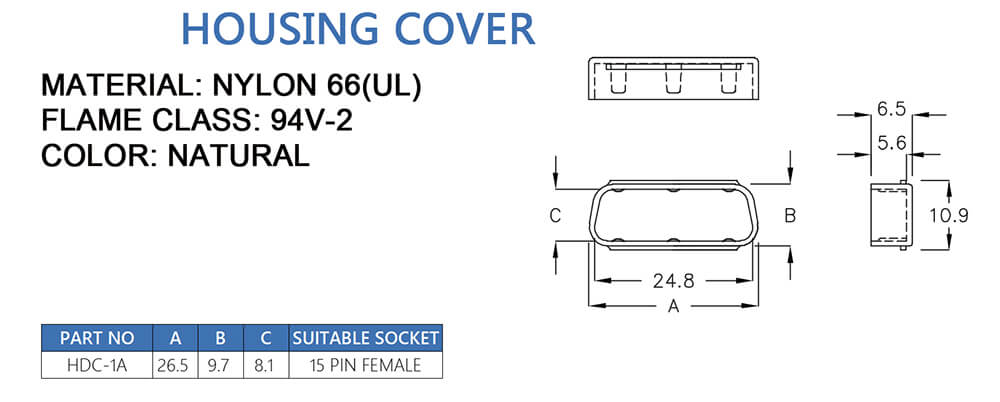 HOUSING COVER
MATERIAL: NYLON 66(UL)
FLAME CLASS: 94V-2
COLOR: NATURAL
6.5
5.6
C
B
10.9
24.8
A
PART NO A B C SUITABLE SOCKET
HDC-1A 26.5 9.7 8.1 15 PIN FEMALE